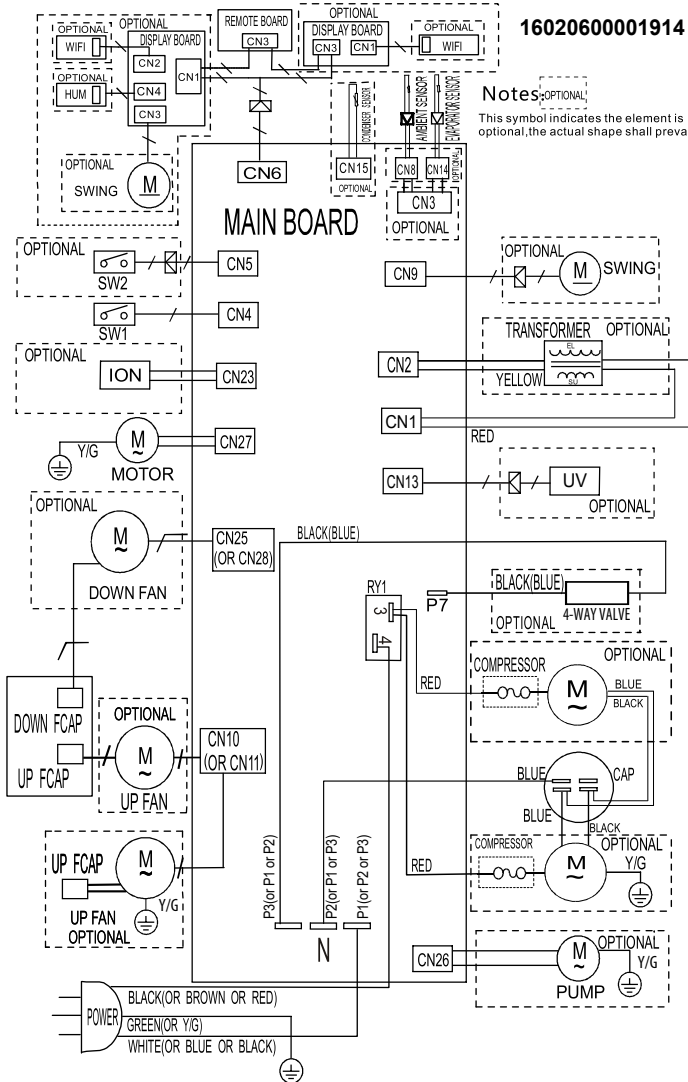 16020600001914
OPTIONAL
OPTIONAL
WIFI
DISPLAY BOARD
CN2
CN1
OPTIONAL
HUM
CN4
CN3
OPTIONAL
SWING
M
REMOTE BOARD
CN3
OPTIONAL
DISPLAY BOARD
CN3
CN1
OPTIONAL
WIFI
Notes:OPTIONAL
This symbol indicates the element is
optional,the actual shape shall preva
CN6
CONDENSER SENSOR
CN15
OPTIONAL
AMBIENT SENSOR
EVAPORATOR SENSOR
CN8
CN14
OPTIONAL
CN3
OPTIONAL
MAIN BOARD
OPTIONAL
SW2
CN5
SW1
CN4
OPTIONAL
ION
CN23
M
~
Y/G
MOTOR
CN27
OPTIONAL
M
~
DOWN FAN
CN25
(OR CN28)
DOWN FCAP
UP FCAP
OPTIONAL
M
~
UP FAN
CN10
(OR CN11)
UP FCAP
M
~
Y/G
UP FAN
OPTIONAL
CN9
OPTIONAL
M
SWING
CN2
TRANSFORMER
OPTIONAL
EL
SU
YELLOW
CN1
RED
CN13
UV
OPTIONAL
BLACK(BLUE)
RY1
3
4
P7
BLACK(BLUE)
4-WAY VALVE
OPTIONAL
OPTIONAL
COMPRESSOR
RED
M
~
BLUE
BLACK
BLUE
CAP
BLUE
BLACK
COMPRESSOR
RED
M
~
OPTIONAL
Y/G
P3(or P1 or P2)
P2(or P1 or P3)
P1(or P2 or P3)
N
CN26
M
~
OPTIONAL
Y/G
PUMP
POWER
BLACK(OR BROWN OR RED)
GREEN(OR Y/G)
WHITE(OR BLUE OR BLACK)